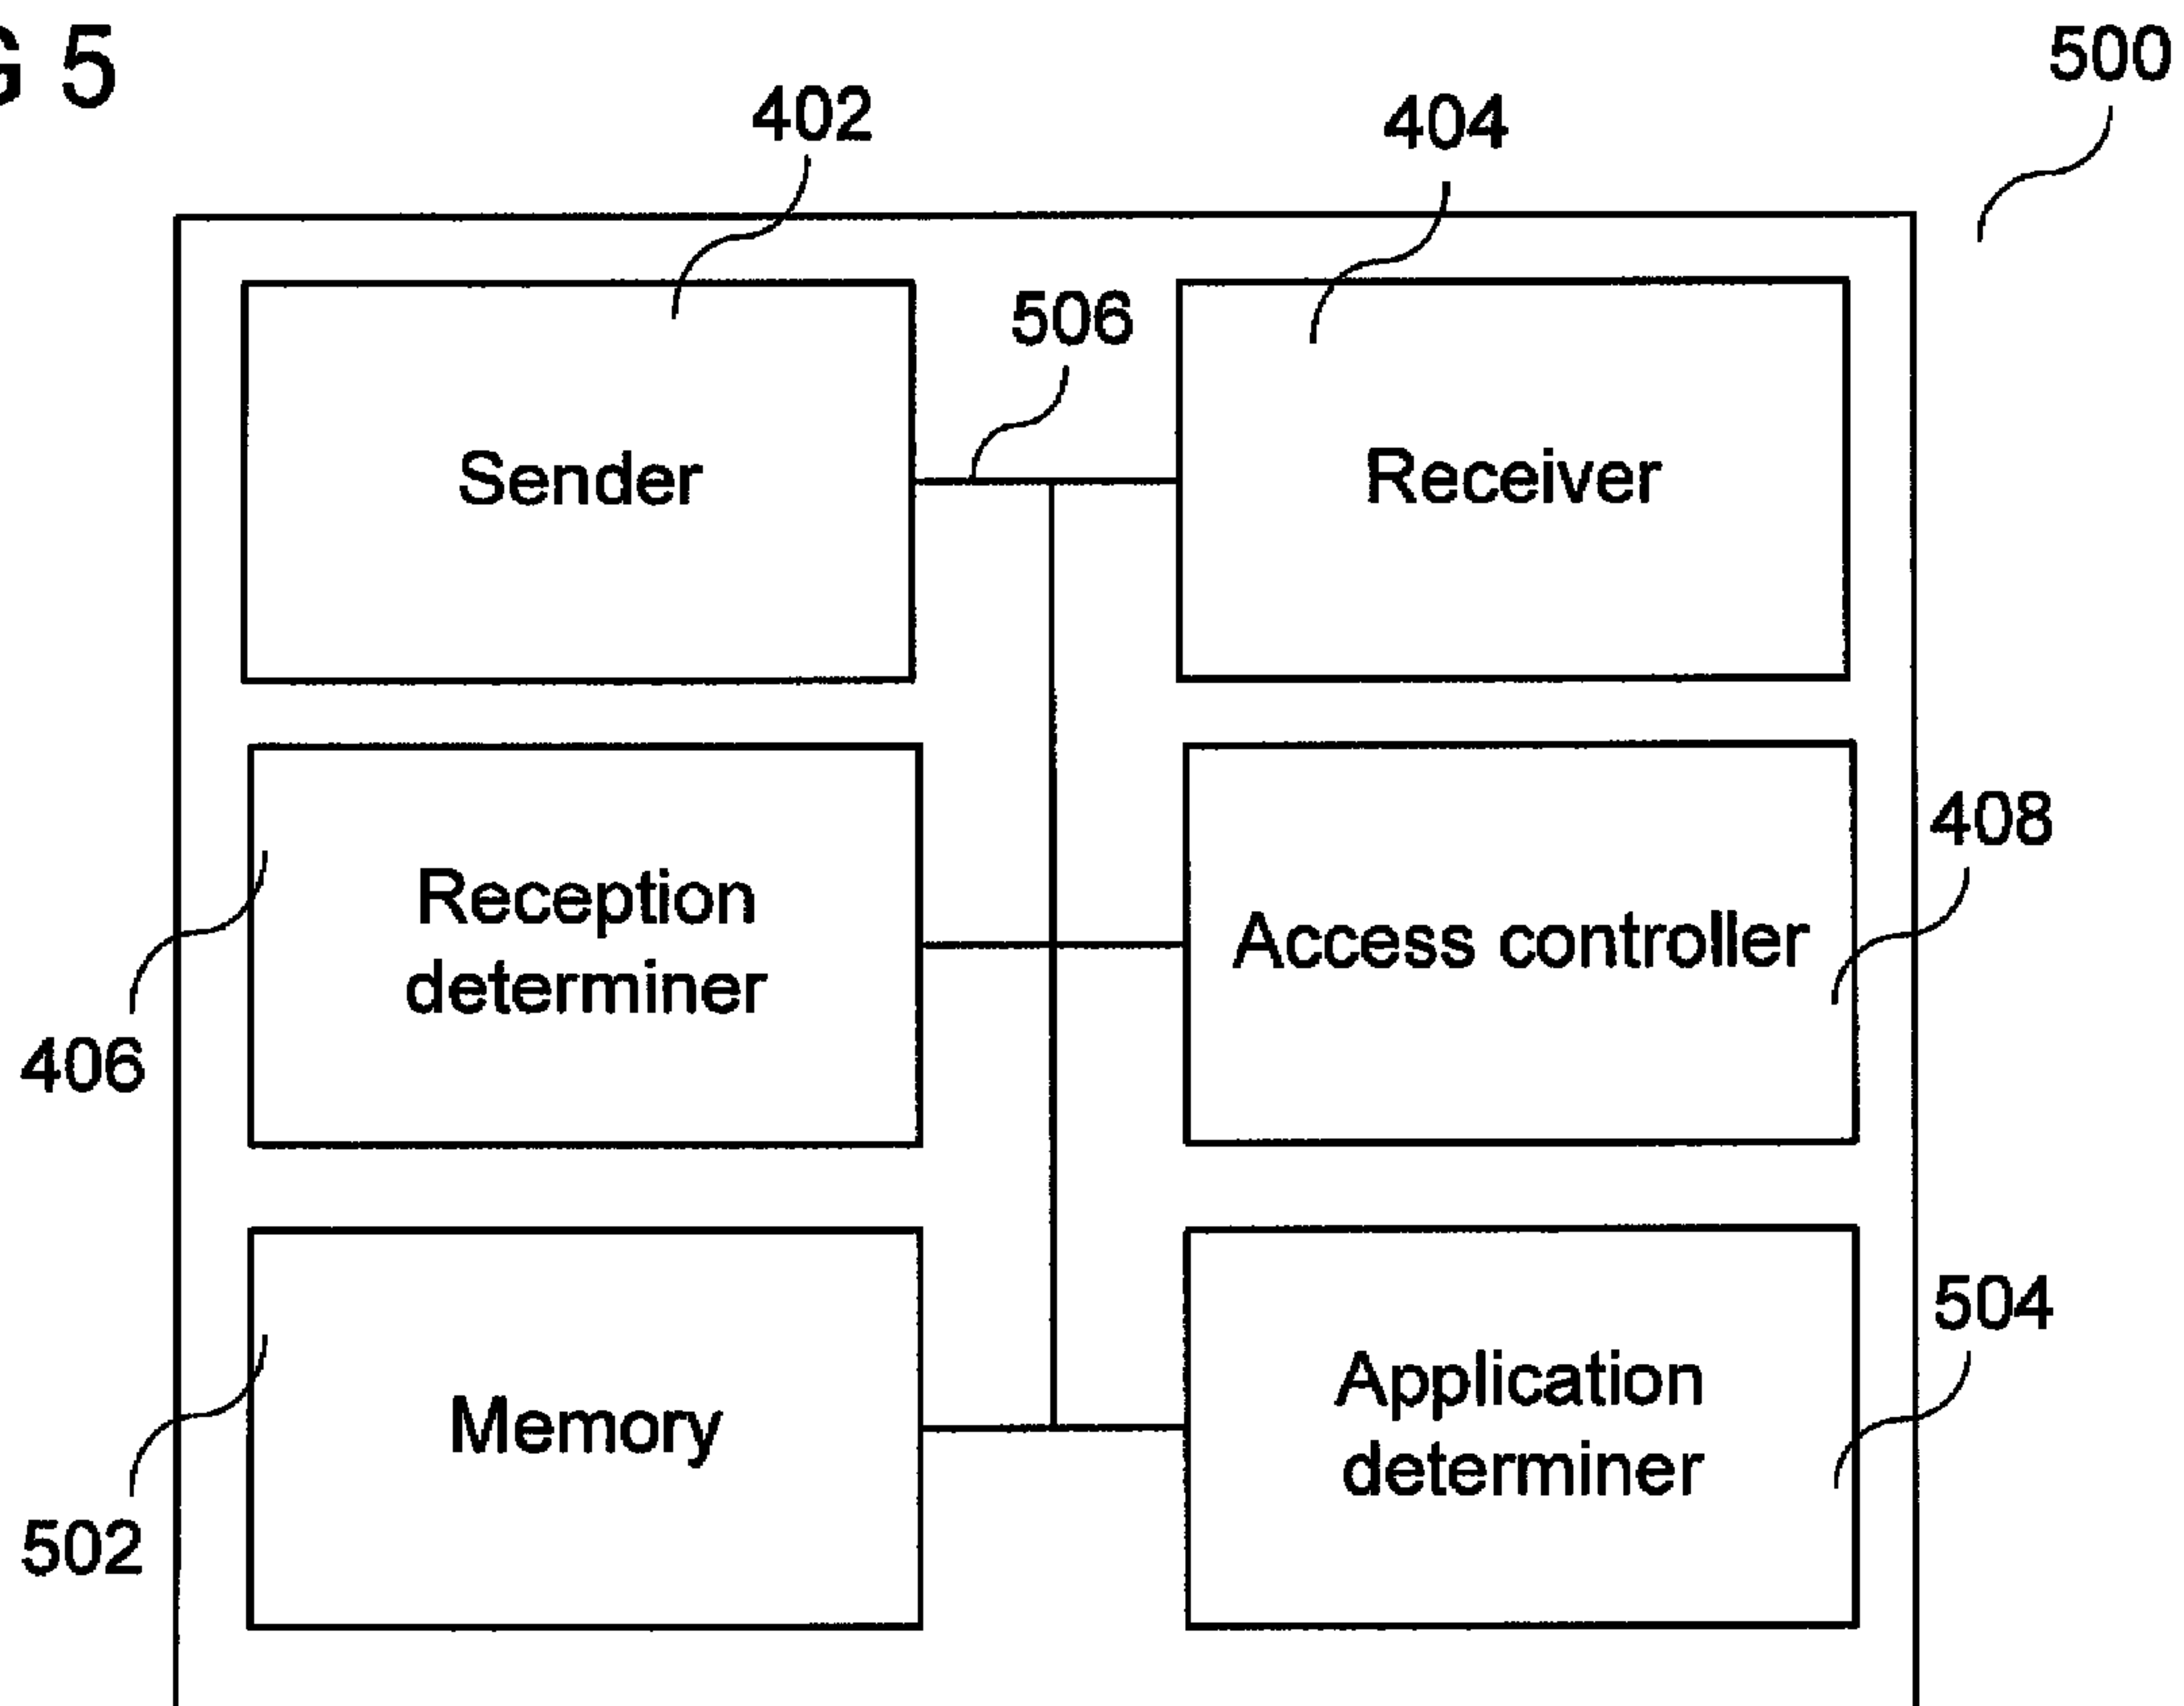 G 5
500
402
404
506
Sender
Receiver
408
Reception
determiner
Access controller
406
504
Memory
Application
determiner
502